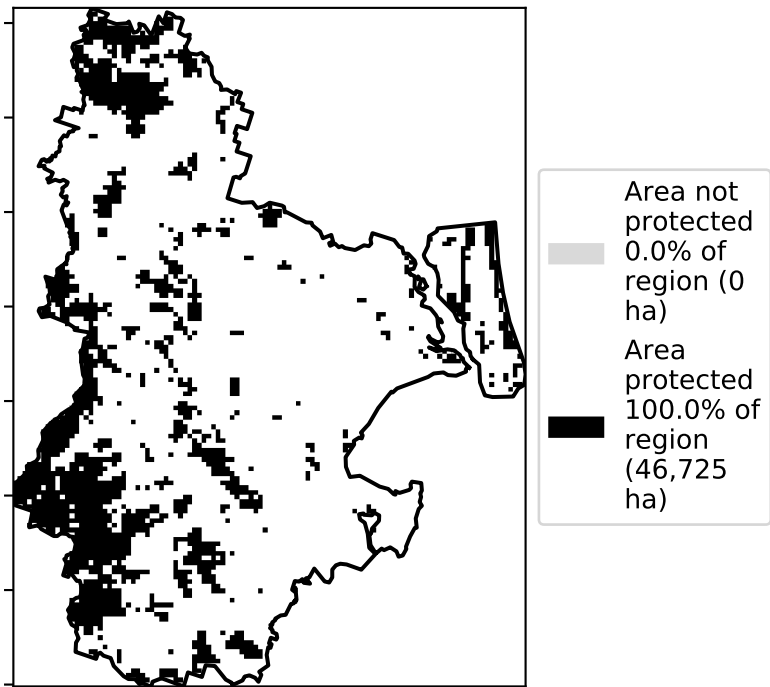 Area not
protected
0.0% of
region (0
ha)
Area
protected
100.0% of
region
(46,725
ha)